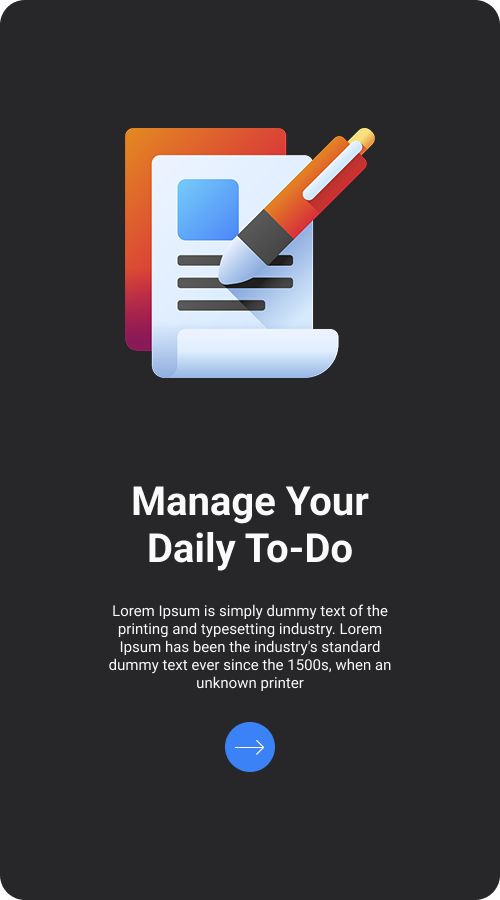 Manage Your
Daily To-Do
Lorem Ipsum is simply dummy text of the
printing and typesetting industry. Lorem
Ipsum has been the industry's standard
dummy text ever since the 1500s, when an
unknown printer